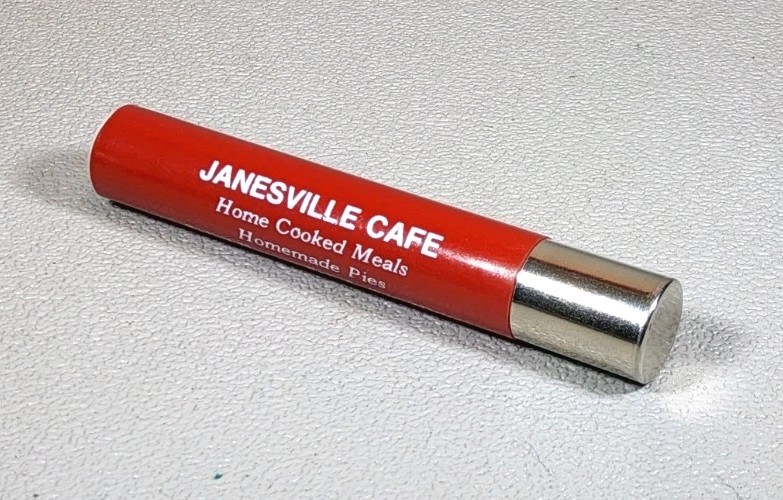 JANESVILLE CAFE
Home Cooked Meals
Homemade Pies